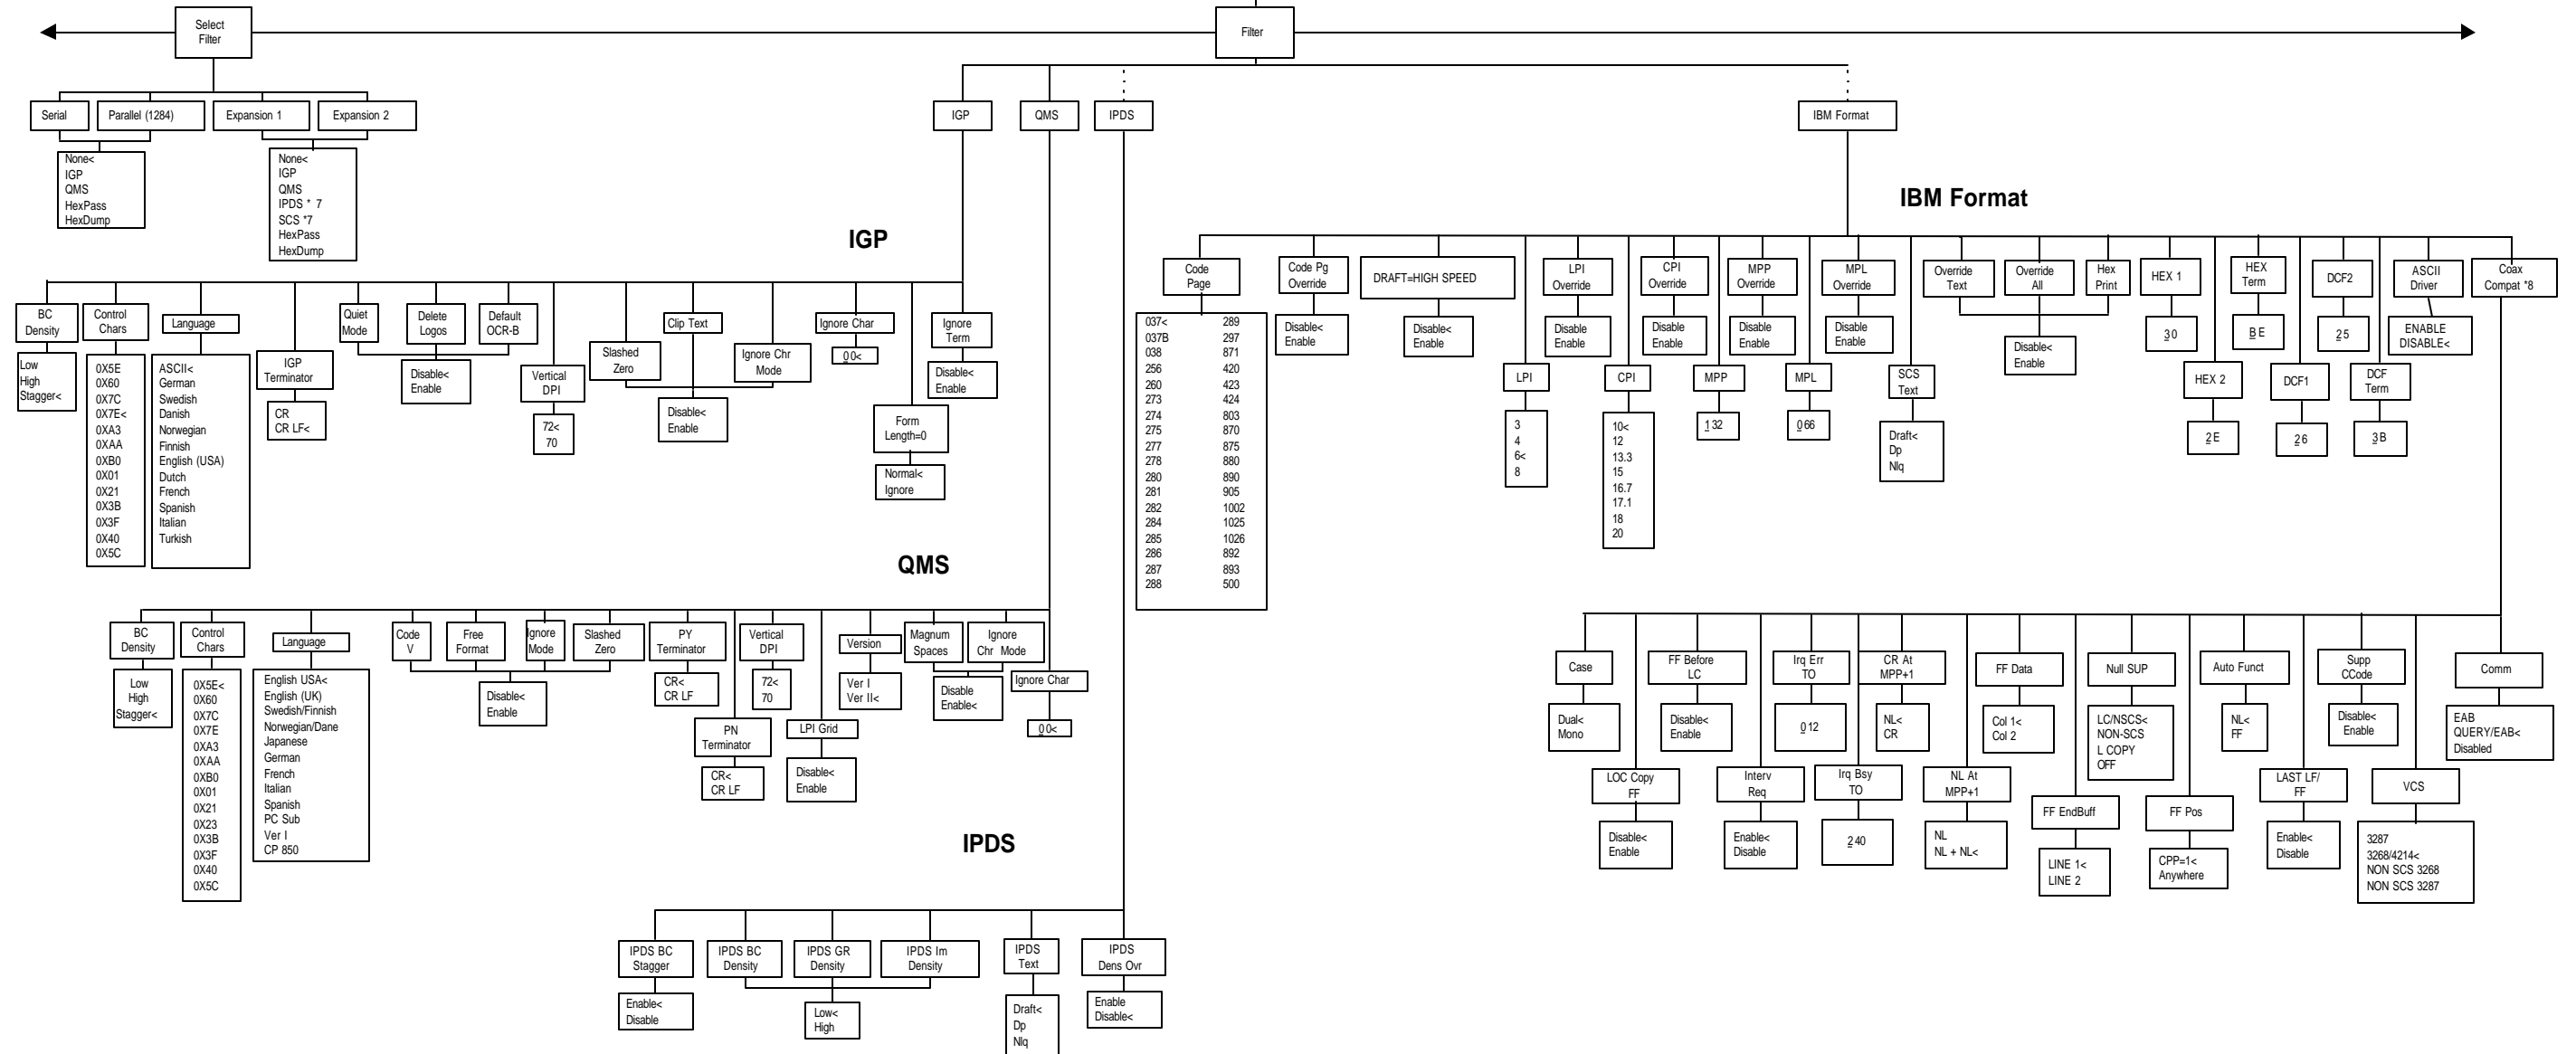 Select
Filter
Filter
Serial
Parallel (1284)
Expansion 1
Expansion 2
IGP
QMS
IPDS
IBM Format
None<
IGP
QMS
HexPass
HexDump
None<
IGP
QMS
IPDS * 7
SCS *7
HexPass
HexDump
IGP
BC
Density
Low
High
Stagger<
Control
Chars
0X5E
0X60
0X7C
0X7E<
0XA3
0XAA
0XB0
0X01
0X21
0X3B
0X3F
0X40
0X5C
Language
ASCII<
German
Swedish
Danish
Norwegian
Finnish
English (USA)
Dutch
French
Spanish
Italian
Turkish
IGP
Terminator
CR
CR LF<
Quiet
Mode
Delete
Logos
Default
OCR-B
Disable<
Enable
Vertical
DPI
72<
70
Slashed
Zero
Clip Text
Ignore Chr
Mode
Disable<
Enable
Ignore Char
00<
Form
Length=0
Normal<
Ignore
Ignore
Term
Disable<
Enable
QMS
BC
Density
Low
High
Stagger<
Control
Chars
0X5E<
0X60
0X7C
0X7E
0XA3
0XAA
0XB0
0X01
0X21
0X23
0X3B
0X3F
0X40
0X5C
Language
English USA<
English (UK)
Swedish/Finnish
Norwegian/Dane
Japanese
German
French
Italian
Spanish
PC Sub
Ver I
CP 850
Code
V
Free
Format
Ignore
Mode
Slashed
Zero
Disable<
Enable
PY
Terminator
CR<
CR LF
PN
Terminator
CR<
CR LF
Vertical
DPI
72<
70
LPI Grid
Disable<
Enable
Version
Ver I
Ver II<
Magnum
Spaces
Ignore
Chr Mode
Disable
Enable<
Ignore Char
00<
IPDS
IPDS BC
Stagger
Enable<
Disable
IPDS BC
Density
IPDS GR
Density
IPDS Im
Density
Low<
High
IPDS
Text
Draft<
Dp
Nlq
IPDS
Dens Ovr
Enable
Disable<
IBM Format
Code
Page
037< 289
037B 297
038 871
256 420
260 423
273 424
274 803
275 870
277 875
278 880
280 890
281 905
282 1002
284 1025
285 1026
286 892
287 893
288 500
Code Pg
Override
Disable<
Enable
DRAFT=HIGH SPEED
Disable<
Enable
LPI
3
4
6<
8
LPI
Override
Disable
Enable
CPI
10<
12
13.3
15
16.7
17.1
18
20
CPI
Override
Disable
Enable
MPP
132
MPP
Override
Disable
Enable
MPL
066
MPL
Override
Disable
Enable
SCS
Text
Draft<
Dp
Nlq
Override
Text
Override
All
Hex
Print
Disable<
Enable
HEX 1
30
HEX 2
2E
HEX
Term
BE
DCF1
26
DCF2
25
DCF
Term
3B
ASCII
Driver
ENABLE
DISABLE<
Coax
Compat *8
Case
Dual<
Mono
LOC Copy
FF
Disable<
Enable
FF Before
LC
Disable<
Enable
Interv
Req
Enable<
Disable
Irq Err
TO
012
Irq Bsy
TO
240
CR At
MPP+1
NL<
CR
NL At
MPP+1
NL
NL + NL<
FF Data
Col 1<
Col 2
FF EndBuff
LINE 1<
LINE 2
Null SUP
LC/NSCS<
NON-SCS
L COPY
OFF
FF Pos
CPP=1<
Anywhere
Auto Funct
NL<
FF
LAST LF/
FF
Enable<
Disable
Supp
CCode
Disable<
Enable
VCS
3287
3268/4214<
NON SCS 3268
NON SCS 3287
Comm
EAB
QUERY/EAB<
Disabled